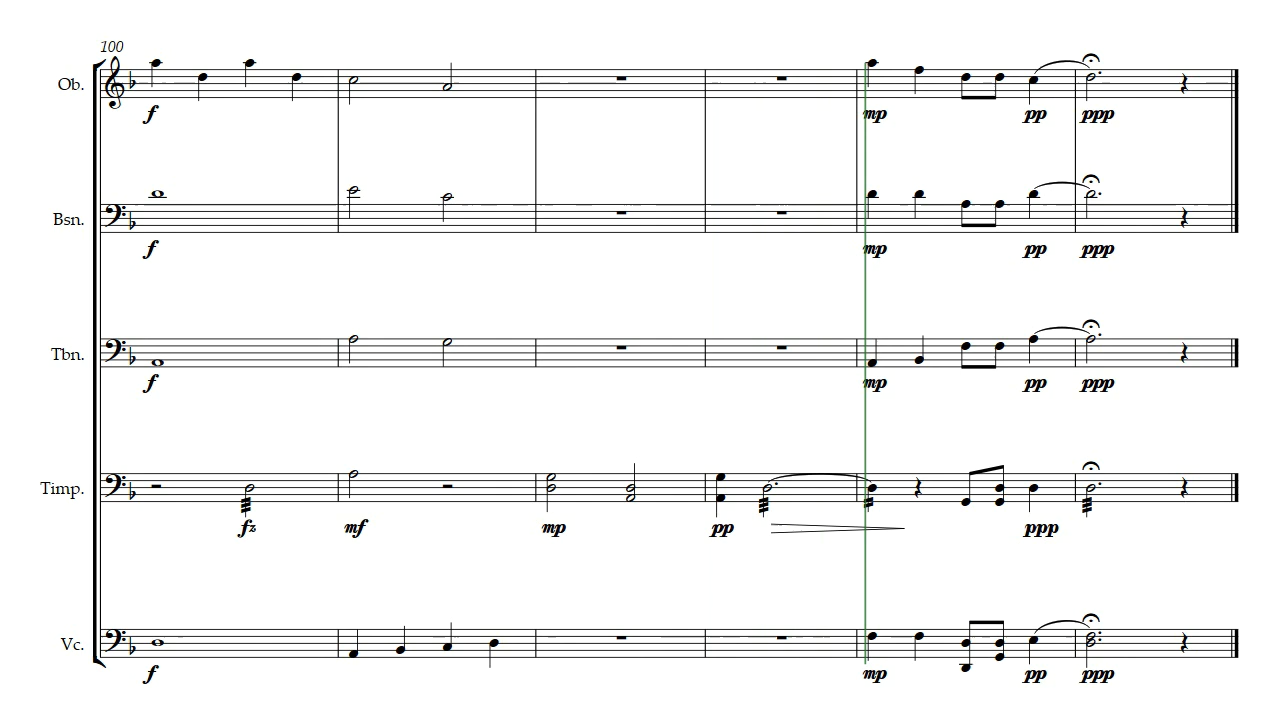 100
Ob.
f mp pp ppp
Bsn.
f mp pp ppp
Tbn.
f mp pp ppp
Timp.
fz mf mp pp ppp
Vc.
f mp pp ppp